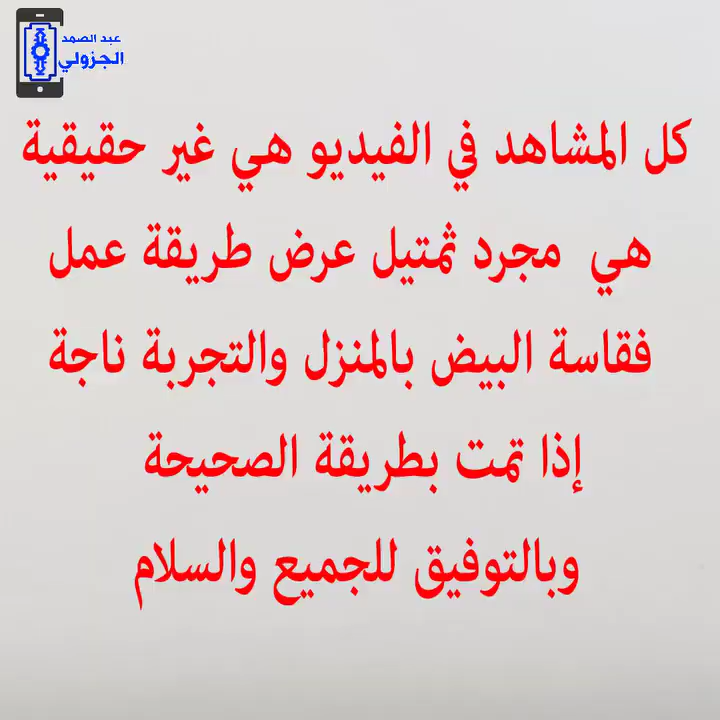 عبد الصمد
الجزولي
كل المشاهد في الفيديو هي غير حقيقية
هي مجرد ثمتيل عرض طريقة عمل
فقاسة البيض بالمنزل والتجربة ناجة
إذا تمت بطريقة الصحيحة
وبالتوفيق للجميع والسلام